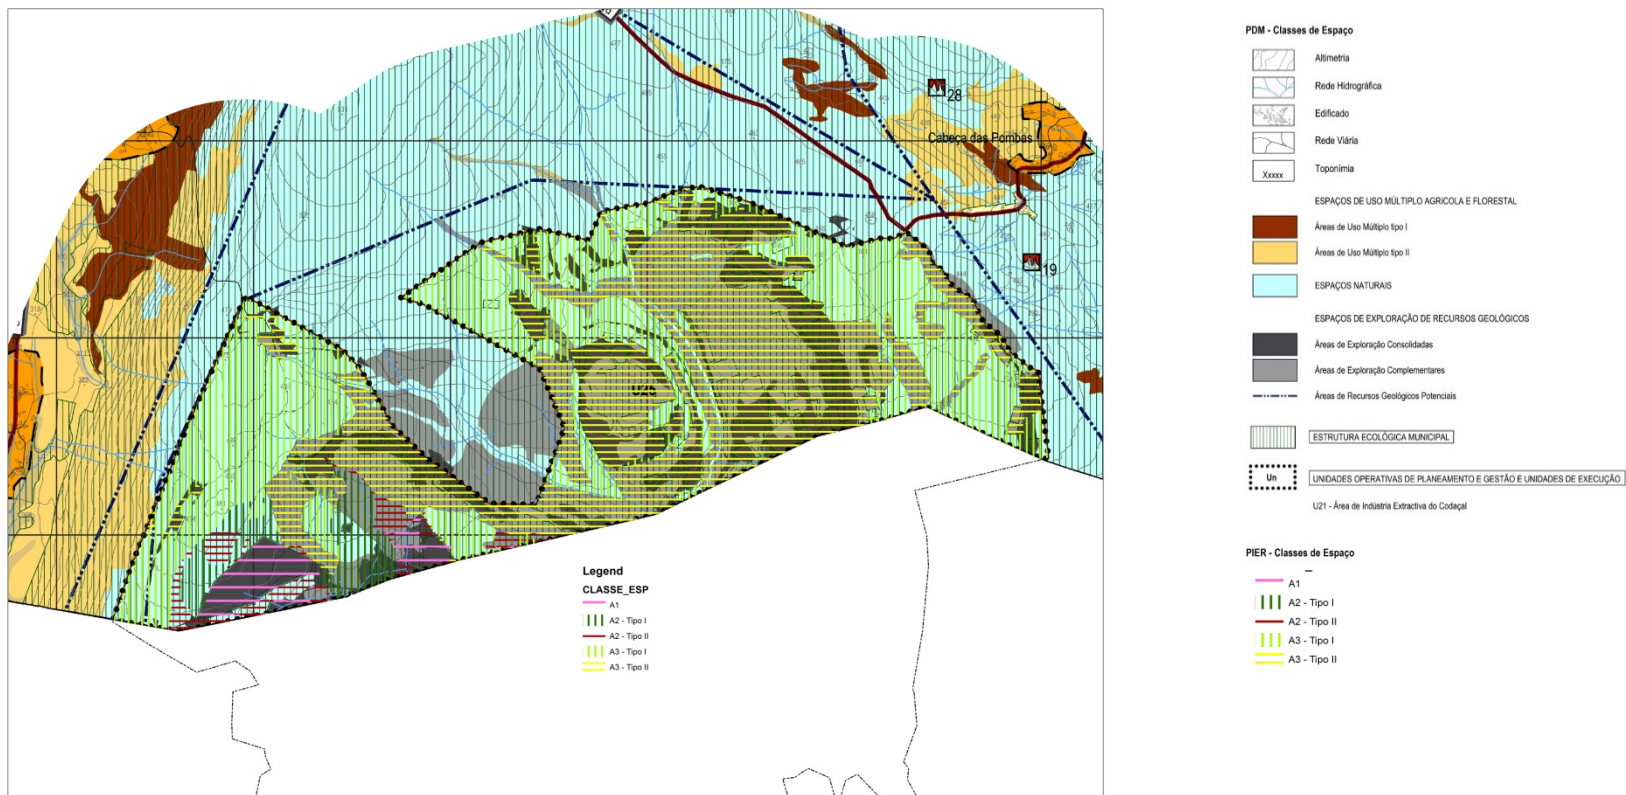 28
Cabeça das Pombas
19
U25
Legend
CLASSE_ESP
A1
A2 - Tipo I
A2 - Tipo II
A3 - Tipo I
A3 - Tipo II
PDM - Classes de Espaço
Altimetria
Rede Hidrográfica
Edificado
Rede Viária
Xxxxx
Toponímia
ESPAÇOS DE USO MÚLTIPLO AGRICOLA E FLORESTAL
Áreas de Uso Múltiplo tipo I
Áreas de Uso Múltiplo tipo II
ESPAÇOS NATURAIS
ESPAÇOS DE EXPLORAÇÃO DE RECURSOS GEOLÓGICOS
Áreas de Exploração Consolidadas
Áreas de Exploração Complementares
Áreas de Recursos Geológicos Potenciais
ESTRUTURA ECOLÓGICA MUNICIPAL
Un
UNIDADES OPERATIVAS DE PLANEAMENTO E GESTÃO E UNIDADES DE EXECUÇÃO
U21 - Área de Indústria Extractiva do Codaçal
PIER - Classes de Espaço
A1
A2 - Tipo I
A2 - Tipo II
A3 - Tipo I
A3 - Tipo II